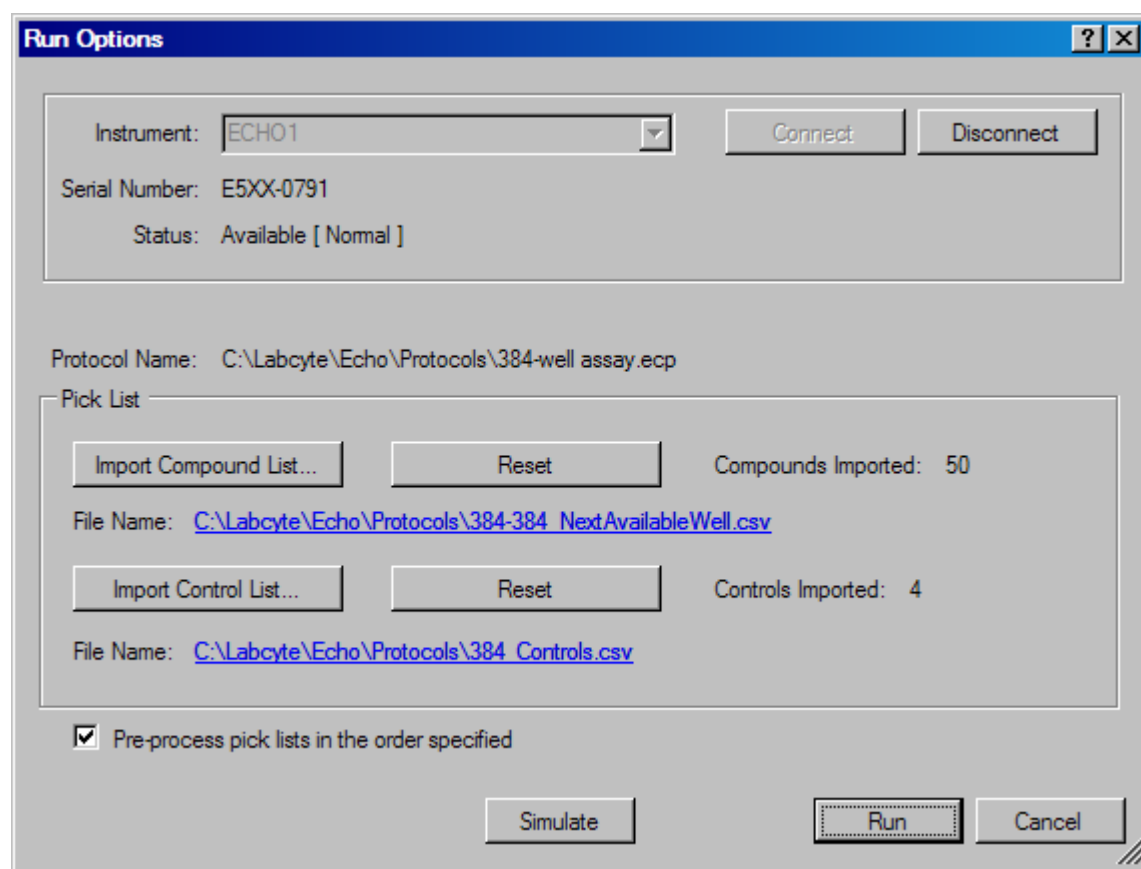 Run Options
Instrument: ECHO1 Connect Disconnect
Serial Number: E5XX-0791
Status: Available [ Normal ]
Protocol Name: C:\Labcyte\Echo\Protocols\384-well assay.ecp
Pick List
Import Compound List... Reset Compounds Imported: 50
File Name: C:\Labcyte\Echo\Protocols\384-384_NextAvailableWell.csv
Import Control List... Reset Controls Imported: 4
File Name: C:\Labcyte\Echo\Protocols\384_Controls.csv
Pre-process pick lists in the order specified
Simulate Run Cancel